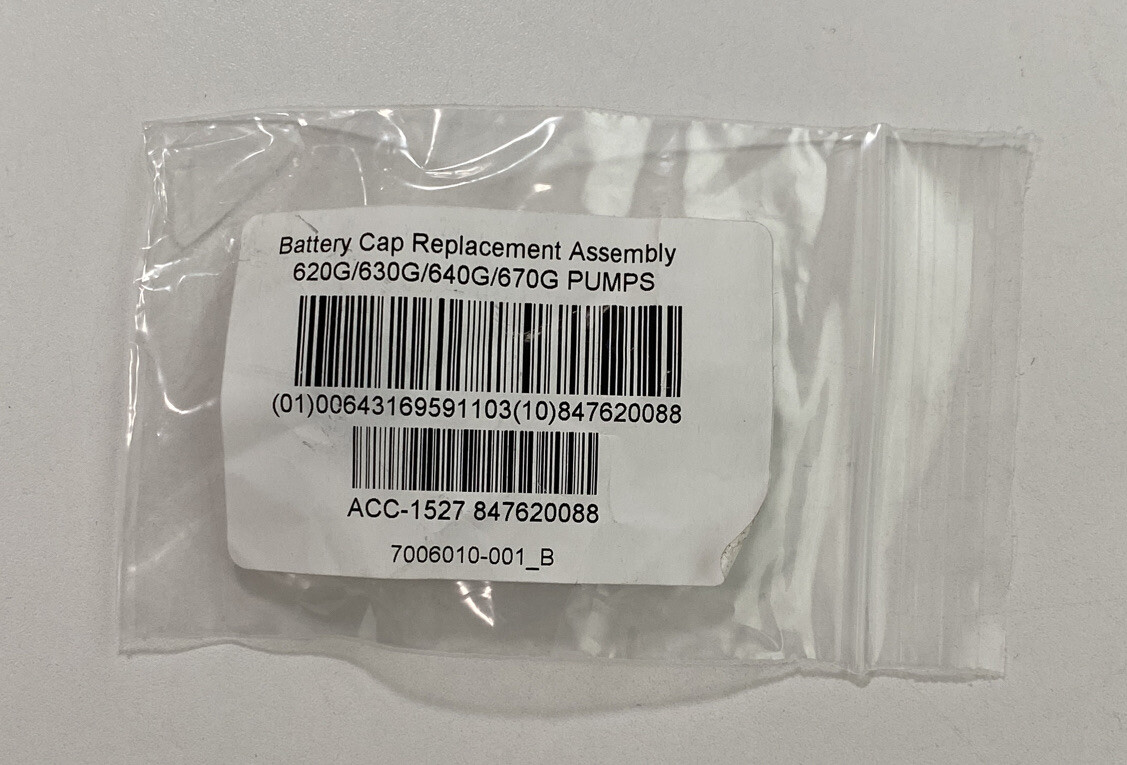 Battery Cap Replacement Assembly
620G/630G/640G/670G PUMPS
(01)00643169591103(10)847620088
ACC-1527 847620088
7006010-001_B